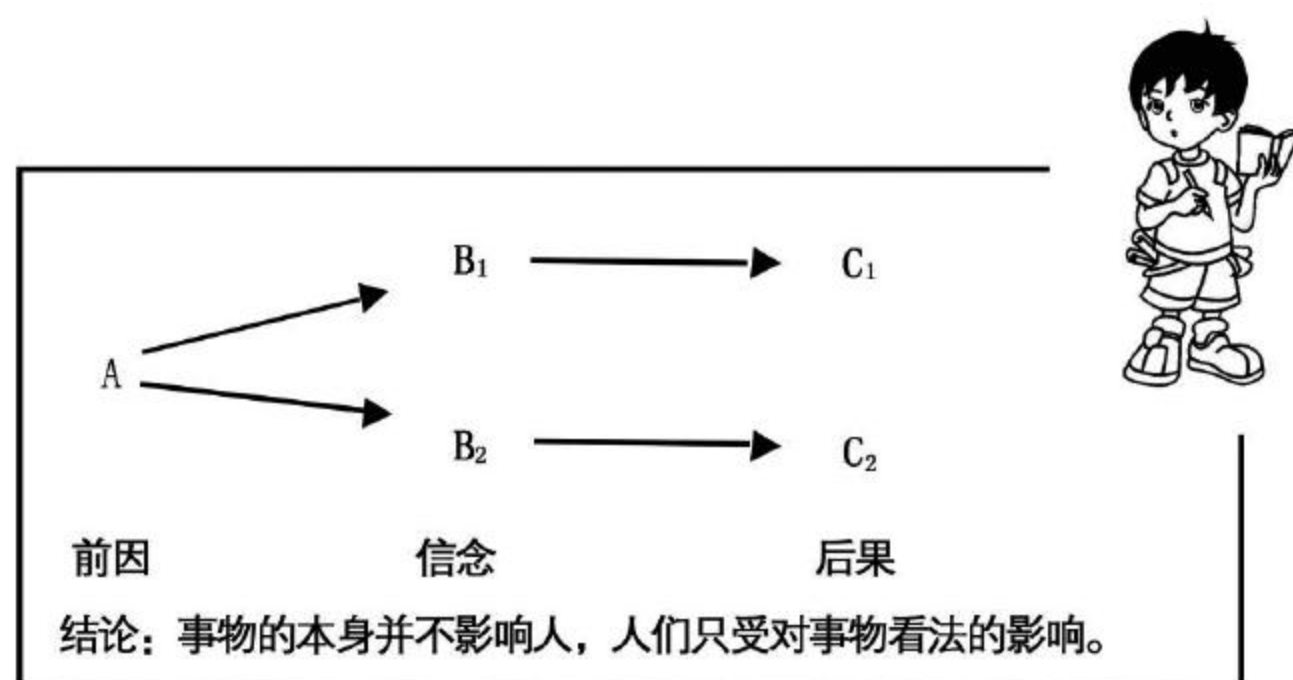 B₁ C₁
A
B₂ C₂
前因 信念 后果
结论：事物的本身并不影响人，人们只受对事物看法的影响。